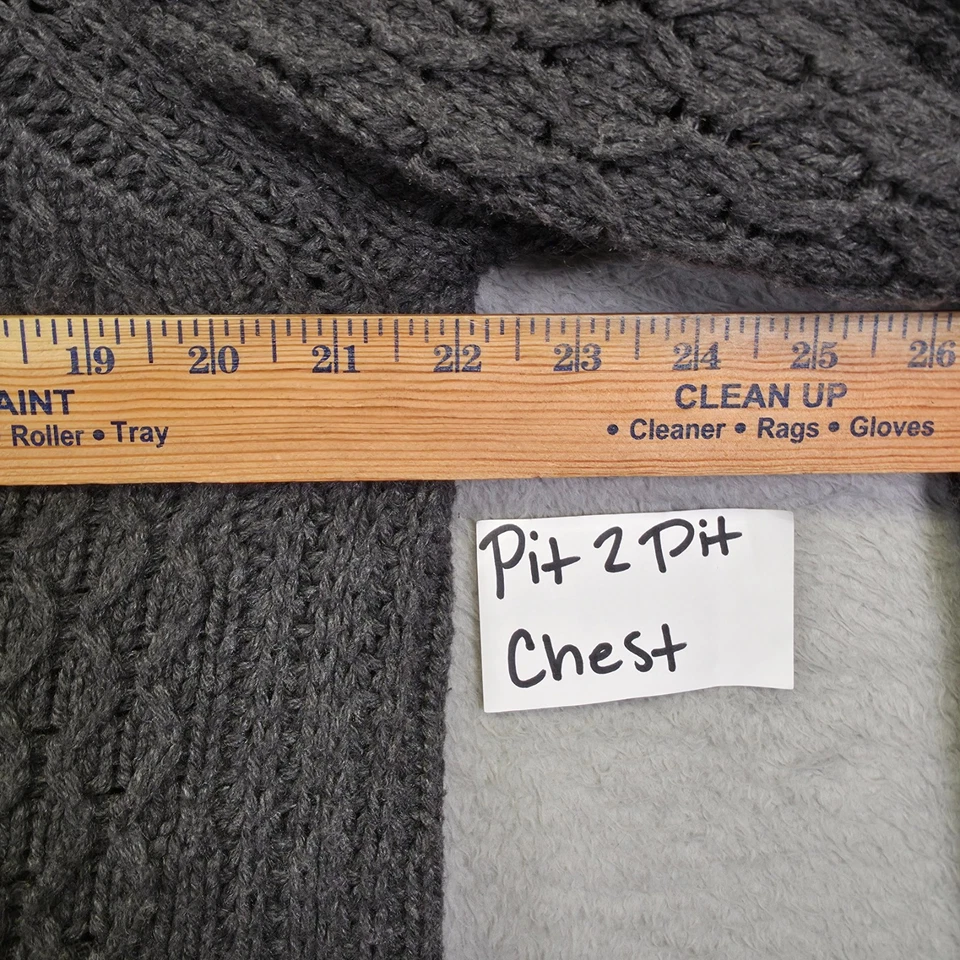 19 20 21 22 23 24 25 26
AINT
CLEAN UP
Roller • Tray
• Cleaner • Rags • Gloves
Pit 2 Pit
Chest